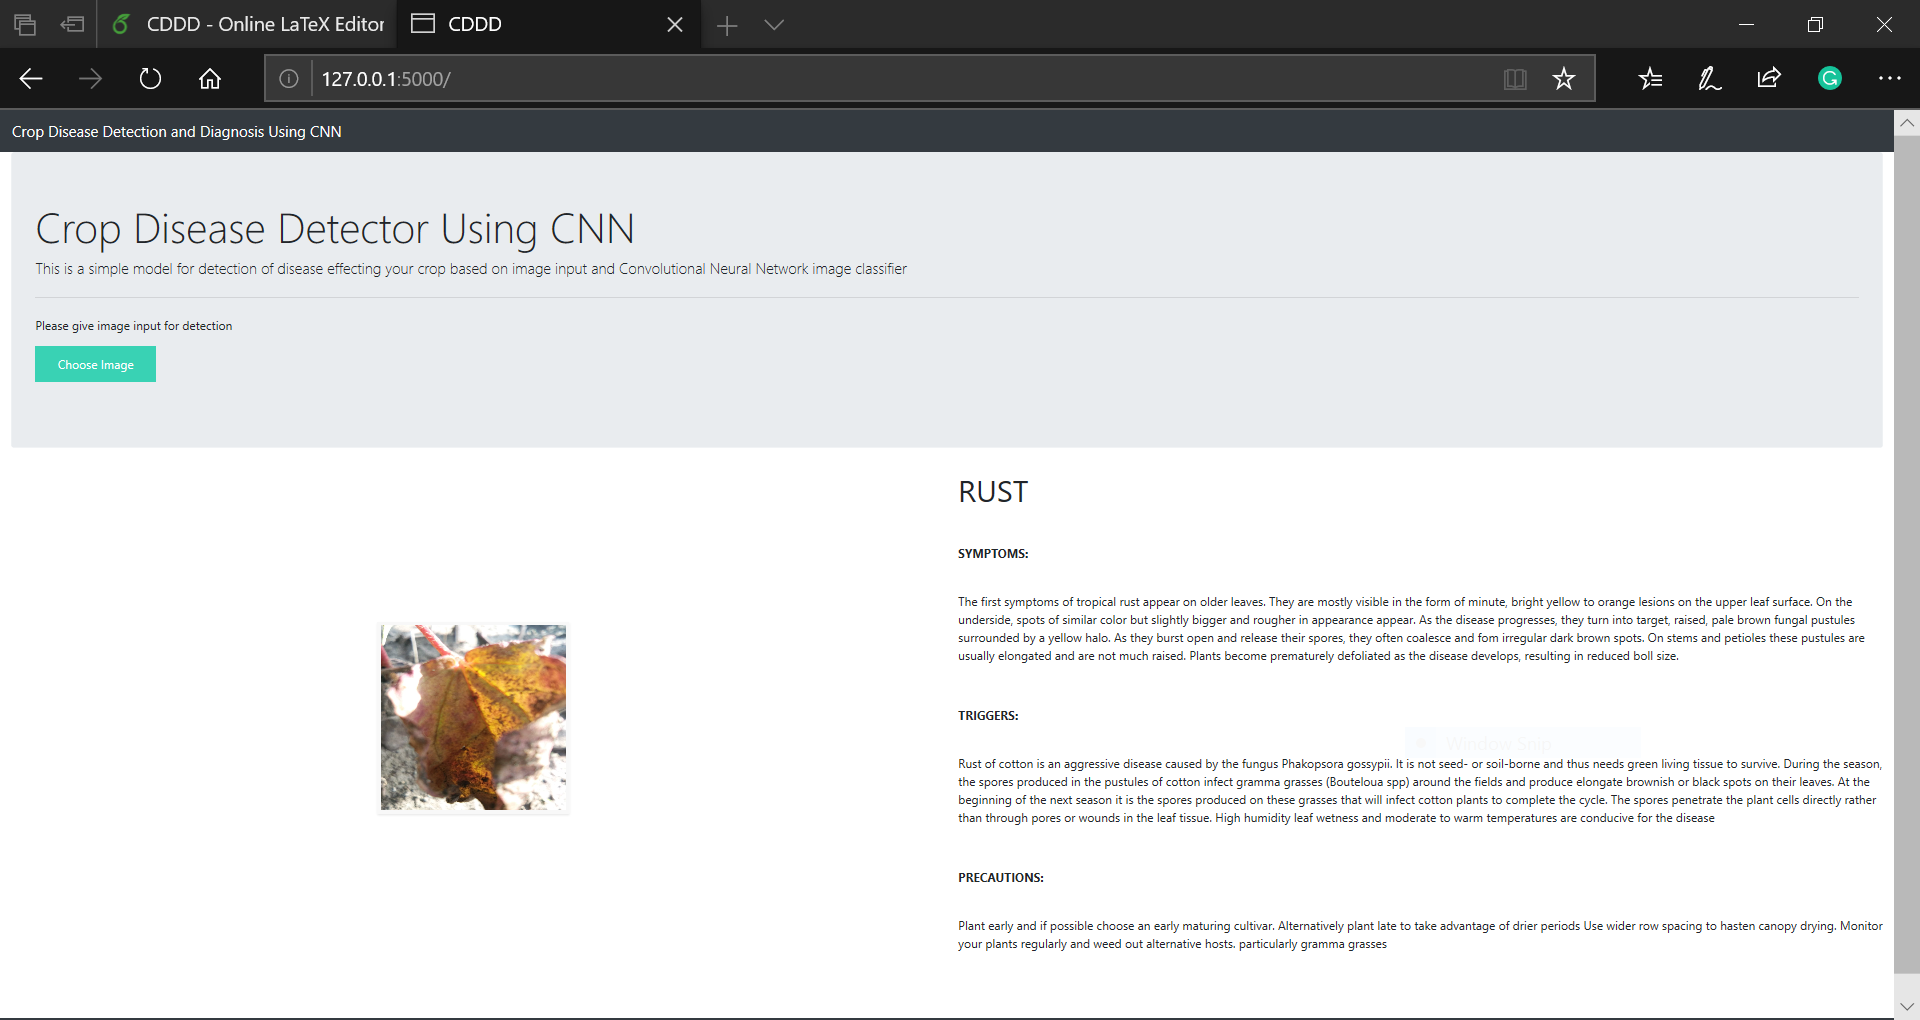 CDDD - Online LaTeX Editor
CDDD
127.0.0.1:5000/
G
Crop Disease Detection and Diagnosis Using CNN
Crop Disease Detector Using CNN
This is a simple model for detection of disease effecting your crop based on image input and Convolutional Neural Network image classifier
Please give image input for detection
Choose Image
RUST
SYMPTOMS:
The first symptoms of tropical rust appear on older leaves. They are mostly visible in the form of minute, bright yellow to orange lesions on the upper leaf surface. On the
underside, spots of similar color but slightly bigger and rougher in appearance appear. As the disease progresses, they turn into target, raised, pale brown fungal pustules
surrounded by a yellow halo. As they burst open and release their spores, they often coalesce and fom irregular dark brown spots. On stems and petioles these pustules are
usually elongated and are not much raised. Plants become prematurely defoliated as the disease develops, resulting in reduced boll size.
TRIGGERS:
Window Snip
Rust of cotton is an aggressive disease caused by the fungus Phakopsora gossypii. It is not seed- or soil-borne and thus needs green living tissue to survive. During the season,
the spores produced in the pustules of cotton infect gramma grasses (Bouteloua spp) around the fields and produce elongate brownish or black spots on their leaves. At the
beginning of the next season it is the spores produced on these grasses that will infect cotton plants to complete the cycle. The spores penetrate the plant cells directly rather
than through pores or wounds in the leaf tissue. High humidity leaf wetness and moderate to warm temperatures are conducive for the disease
PRECAUTIONS:
Plant early and if possible choose an early maturing cultivar. Alternatively plant late to take advantage of drier periods Use wider row spacing to hasten canopy drying. Monitor
your plants regularly and weed out alternative hosts. particularly gramma grasses